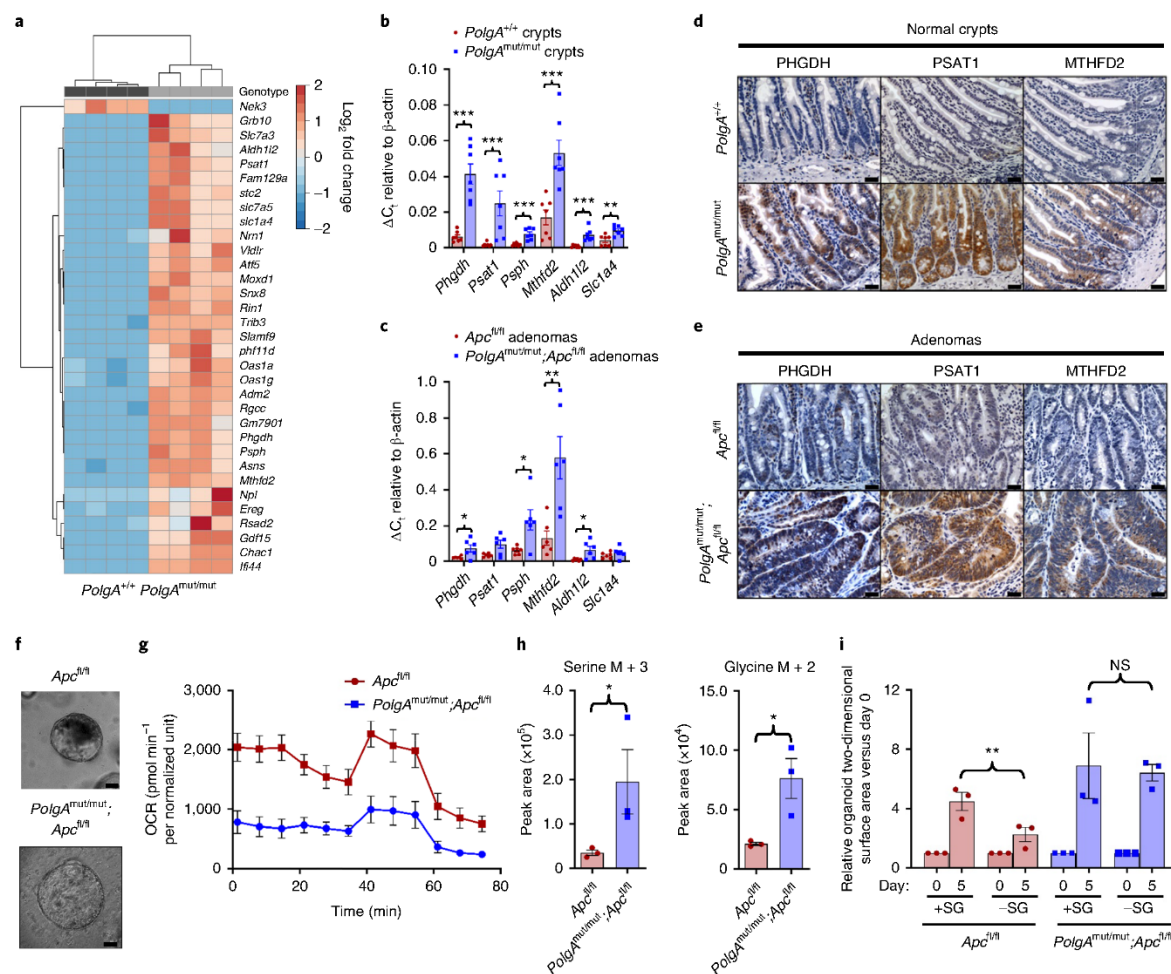 a
Genotype
Nek3
Grb10
Slc7a3
Aldh1l2
Psat1
Fam129a
stc2
slc7a5
slc1a4
Nrn1
Vldlr
Atf5
Moxd1
Snx8
Rin1
Trib3
Slamf9
phf11d
Oas1a
Oas1g
Adm2
Rgcc
Gm7901
Phgdh
Psph
Asns
Mthfd2
Npl
Ereg
Rsad2
Gdf15
Chac1
Ifi44
PolgA+/+ PolgAmut/mut
2
1
0
−1
−2
Log2 fold change
b
PolgA+/+ crypts
PolgAmut/mut crypts
ΔCt relative to β-actin
0.10
0.08
0.06
0.04
0.02
0
*** *** *** *** *** **
Phgdh Psat1 Psph Mthfd2 Aldh1l2 Slc1a4
c
Apcfl/fl adenomas
PolgAmut/mut;Apcfl/fl adenomas
ΔCt relative to β-actin
1.0
0.8
0.6
0.4
0.2
0
* * ** *
Phgdh Psat1 Psph Mthfd2 Aldh1l2 Slc1a4
d
Normal crypts
PHGDH PSAT1 MTHFD2
PolgA+/+
PolgAmut/mut
e
Adenomas
PHGDH PSAT1 MTHFD2
Apcfl/fl
PolgAmut/mut;
Apcfl/fl
f
Apcfl/fl
PolgAmut/mut;
Apcfl/fl
g
Apcfl/fl
PolgAmut/mut;Apcfl/fl
OCR (pmol min−1
per normalized unit)
3,000
2,000
1,000
0
0 20 40 60 80
Time (min)
h
Serine M + 3
Peak area (×10⁵)
4.0
3.0
2.0
1.0
0
*
Apcfl/fl
PolgAmut/mut;Apcfl/fl
Glycine M + 2
Peak area (×10⁴)
15.0
10.0
5.0
0
*
Apcfl/fl
PolgAmut/mut;Apcfl/fl
i
Relative organoid two-dimensional
surface area versus day 0
12
9
6
3
0
**
NS
Day: 0 5 0 5 0 5 0 5
+SG −SG +SG −SG
Apcfl/fl PolgAmut/mut;Apcfl/fl